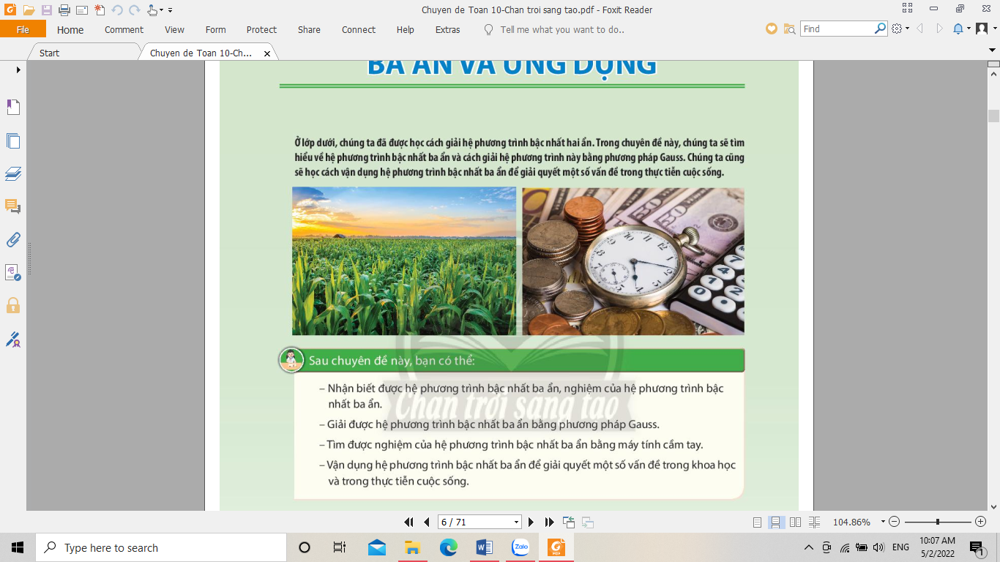 Chuyen de Toan 10-Chan troi sang tao.pdf - Foxit Reader
File Home Comment View Form Protect Share Connect Help Extras Tell me what you want to do.. Find
Start Chuyen de Toan 10-Ch... ×
BA ẨN VÀ ỨNG DỤNG
Ở lớp dưới, chúng ta đã được học cách giải hệ phương trình bậc nhất hai ẩn. Trong chuyên đề này, chúng ta sẽ tìm
hiểu về hệ phương trình bậc nhất ba ẩn và cách giải hệ phương trình này bằng phương pháp Gauss. Chúng ta cũng
sẽ học cách vận dụng hệ phương trình bậc nhất ba ẩn để giải quyết một số vấn đề trong thực tiễn cuộc sống.
Sau chuyên đề này, bạn có thể:
– Nhận biết được hệ phương trình bậc nhất ba ẩn, nghiệm của hệ phương trình bậc
nhất ba ẩn.
Chân trời sáng tạo
– Giải được hệ phương trình bậc nhất ba ẩn bằng phương pháp Gauss.
– Tìm được nghiệm của hệ phương trình bậc nhất ba ẩn bằng máy tính cầm tay.
– Vận dụng hệ phương trình bậc nhất ba ẩn để giải quyết một số vấn đề trong khoa học
và trong thực tiễn cuộc sống.
6 / 71 104.86%
Type here to search Zalo PDF ENG 10:07 AM
5/2/2022 1